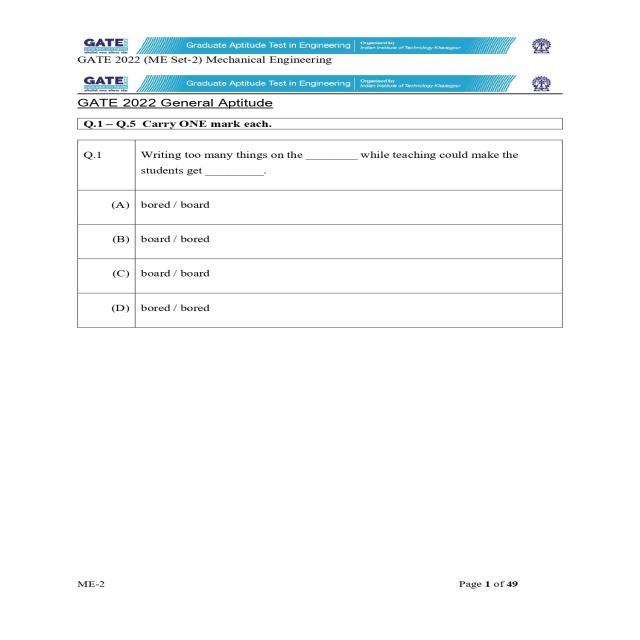 GATE
Graduate Aptitude Test in Engineering
Organised by
Indian Institute of Technology Kharagpur
GATE 2022 (ME Set-2) Mechanical Engineering
GATE
Graduate Aptitude Test in Engineering
Organised by
Indian Institute of Technology Kharagpur
GATE 2022 General Aptitude
Q.1 – Q.5 Carry ONE mark each.
Q.1 Writing too many things on the _________ while teaching could make the
students get __________.
(A) bored / board
(B) board / bored
(C) board / board
(D) bored / bored
ME-2 Page 1 of 49